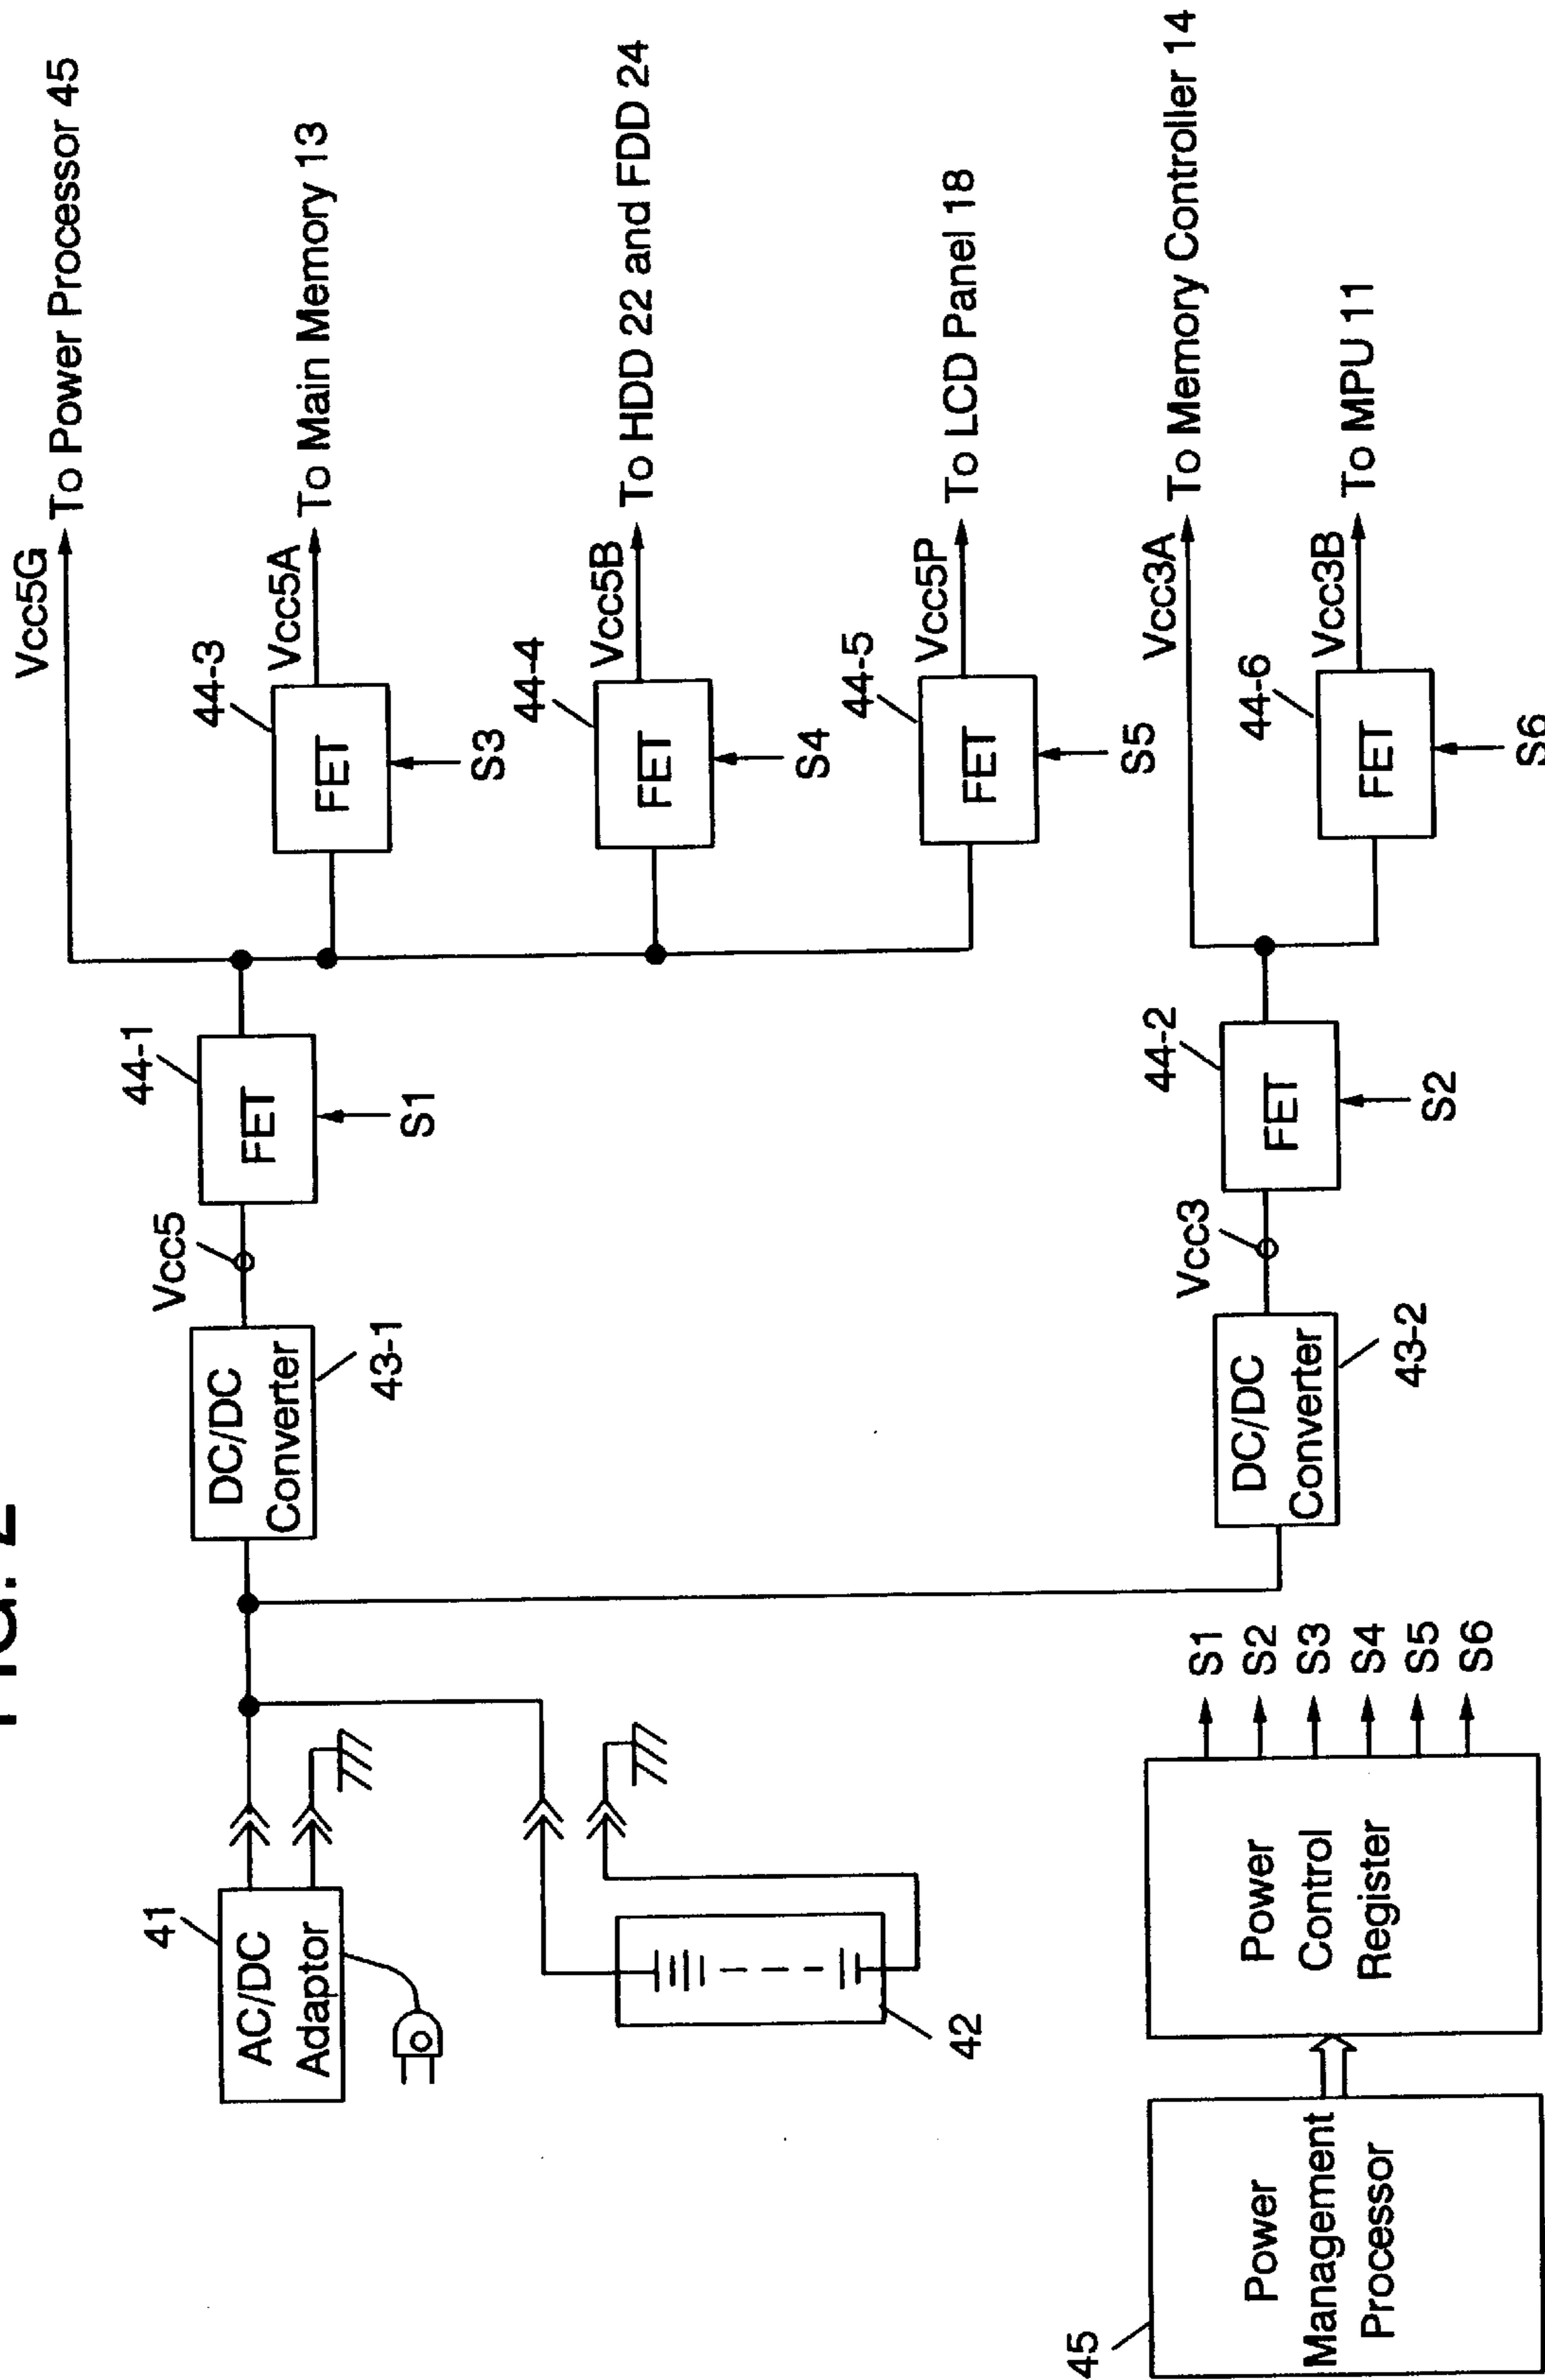 FIG. 2
41
AC/DC
Adaptor
42
DC/DC
Converter
43-1
Vcc5
44-1
FET
S1
Vcc5G
To Power Processor 45
44-3
FET
S3
Vcc5A
To Main Memory 13
44-4
FET
S4
Vcc5B
To HDD 22 and FDD 24
44-5
FET
S5
Vcc5P
To LCD Panel 18
DC/DC
Converter
43-2
Vcc3
44-2
FET
S2
Vcc3A
To Memory Controller 14
44-6
FET
S6
Vcc3B
To MPU 11
45
Power
Management
Processor
Power
Control
Register
S1
S2
S3
S4
S5
S6